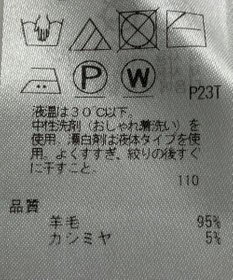 P W P23T
液温は30℃以下、
中性洗剤（おしゃれ着洗い）を
使用、漂白剤は液体タイプを使
用。よくすすぎ、絞りの後すぐ
に干すこと。
110
品質
羊毛 95%
カシミヤ 5%